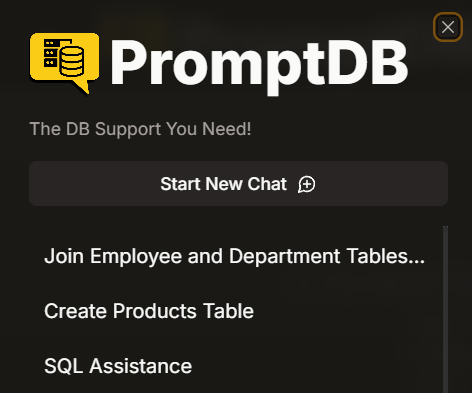 PromptDB
The DB Support You Need!
Start New Chat
Join Employee and Department Tables...
Create Products Table
SQL Assistance